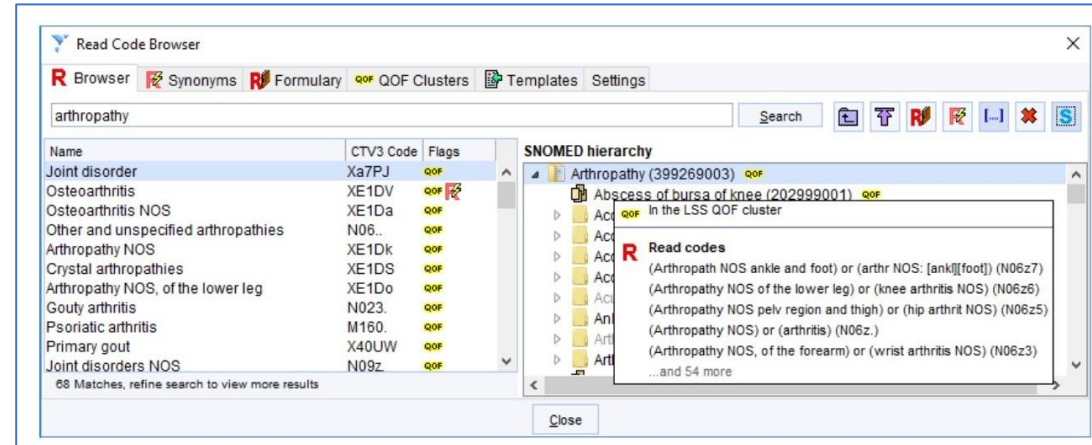 Read Code Browser
R Browser Synonyms Formulary QOF QOF Clusters Templates Settings
arthropathy Search [...] S
Name CTV3 Code Flags
Joint disorder Xa7PJ QOF
Osteoarthritis XE1DV QOF
Osteoarthritis NOS XE1Da QOF
Other and unspecified arthropathies N06.. QOF
Arthropathy NOS XE1Dk QOF
Crystal arthropathies XE1DS QOF
Arthropathy NOS, of the lower leg XE1Do QOF
Gouty arthritis N023. QOF
Psoriatic arthritis M160. QOF
Primary gout X40UW QOF
Joint disorders NOS N09z. QOF
68 Matches, refine search to view more results
SNOMED hierarchy
Arthropathy (399269003) QOF
Abscess of bursa of knee (202999001) QOF
QOF In the LSS QOF cluster
R Read codes
(Arthropath NOS ankle and foot) or (arthr NOS: [ankl][foot]) (N06z7)
(Arthropathy NOS of the lower leg) or (knee arthritis NOS) (N06z6)
(Arthropathy NOS pelv region and thigh) or (hip arthrit NOS) (N06z5)
(Arthropathy NOS) or (arthritis) (N06z.)
(Arthropathy NOS, of the forearm) or (wrist arthritis NOS) (N06z3)
...and 54 more
Close